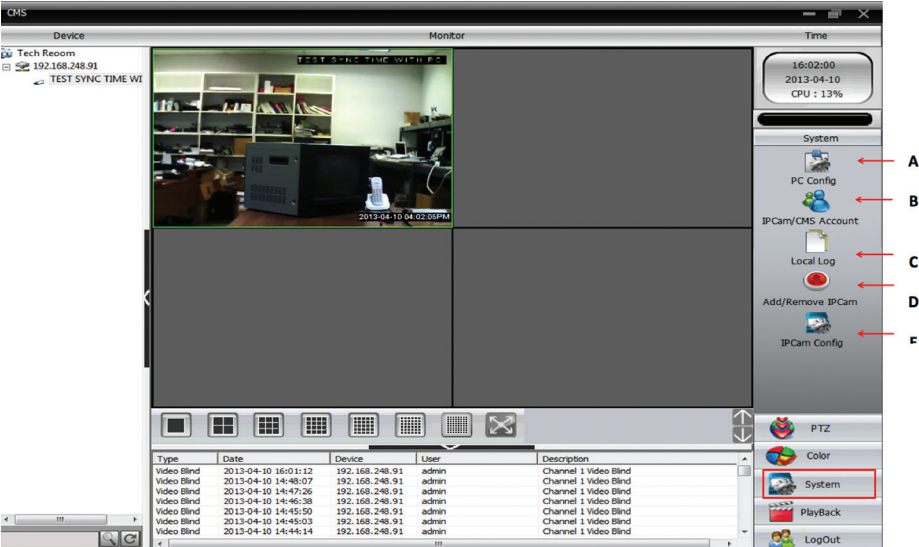 CMS
Device Monitor Time
Tech Reoom
192.168.248.91
TEST SYNC TIME WI
TEST SYNC TIME WITH PC
2013-04-10 04:02:05PM
16:02:00
2013-04-10
CPU : 13%
System
PC Config
A
IPCam/CMS Account
B
Local Log
C
Add/Remove IPCam
D
IPCam Config
PTZ
Color
System
PlayBack
LogOut
Type Date Device User Description
Video Blind 2013-04-10 16:01:12 192.168.248.91 admin Channel 1 Video Blind
Video Blind 2013-04-10 14:48:07 192.168.248.91 admin Channel 1 Video Blind
Video Blind 2013-04-10 14:47:26 192.168.248.91 admin Channel 1 Video Blind
Video Blind 2013-04-10 14:46:38 192.168.248.91 admin Channel 1 Video Blind
Video Blind 2013-04-10 14:45:50 192.168.248.91 admin Channel 1 Video Blind
Video Blind 2013-04-10 14:45:03 192.168.248.91 admin Channel 1 Video Blind
Video Blind 2013-04-10 14:44:14 192.168.248.91 admin Channel 1 Video Blind